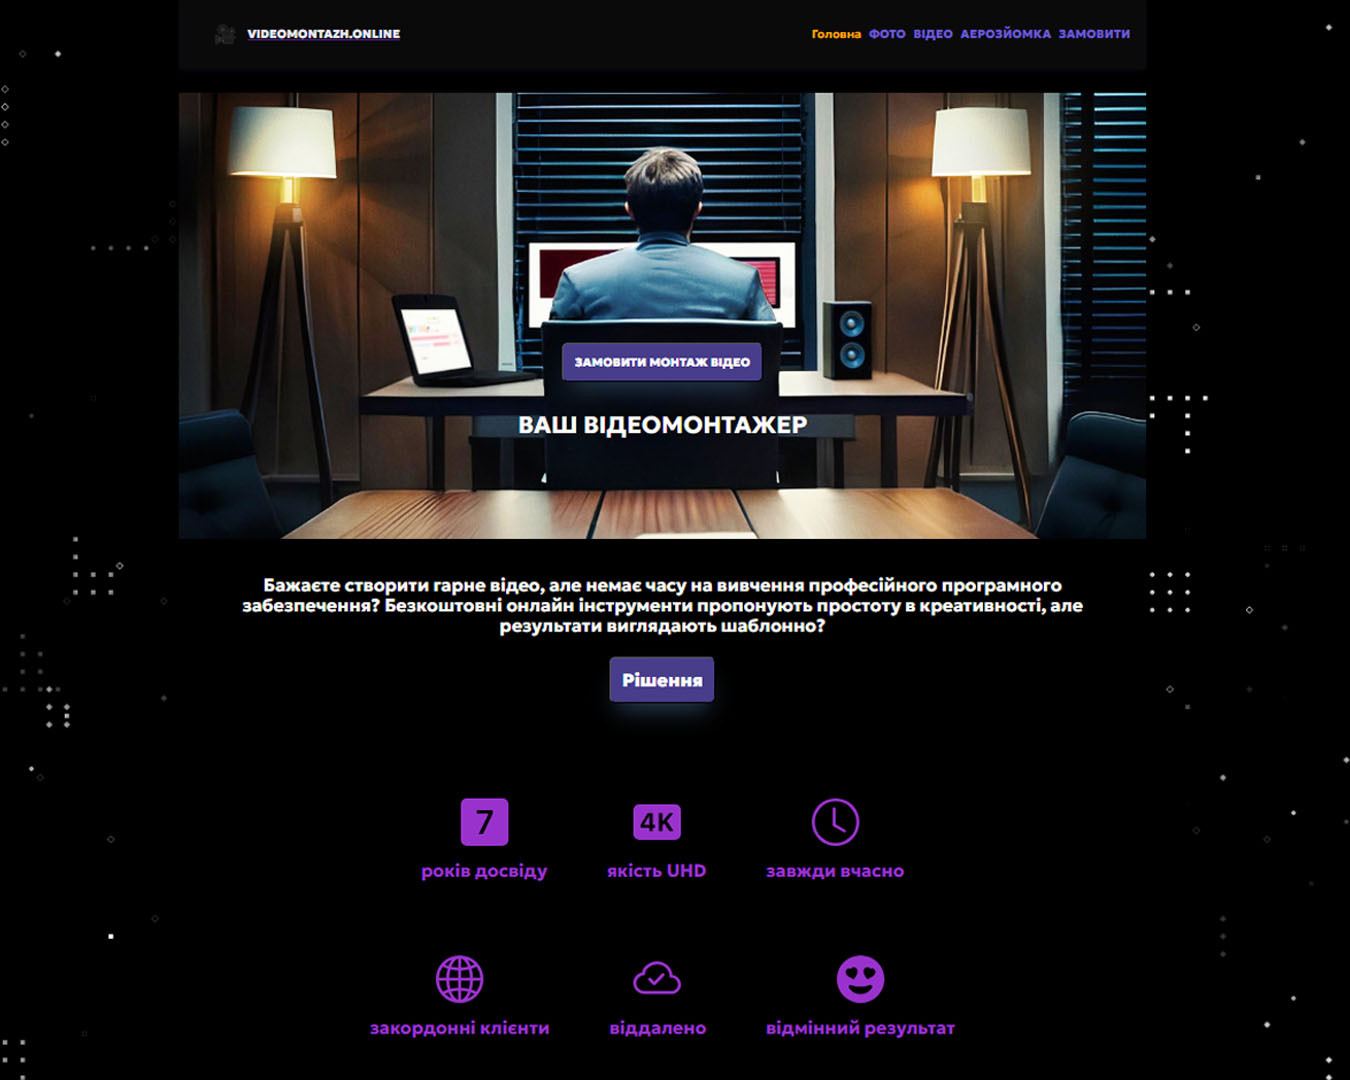 VIDEOMONTAZH.ONLINE
Головна ФОТО ВІДЕО АЕРОЗЙОМКА ЗАМОВИТИ
ЗАМОВИТИ МОНТАЖ ВІДЕО
ВАШ ВІДЕОМОНТАЖЕР
Бажаєте створити гарне відео, але немає часу на вивчення професійного програмного
забезпечення? Безкоштовні онлайн інструменти пропонують простоту в креативності, але
результати виглядають шаблонно?
Рішення
7
4K
років досвіду
якість UHD
завжди вчасно
закордонні клієнти
віддалено
відмінний результат